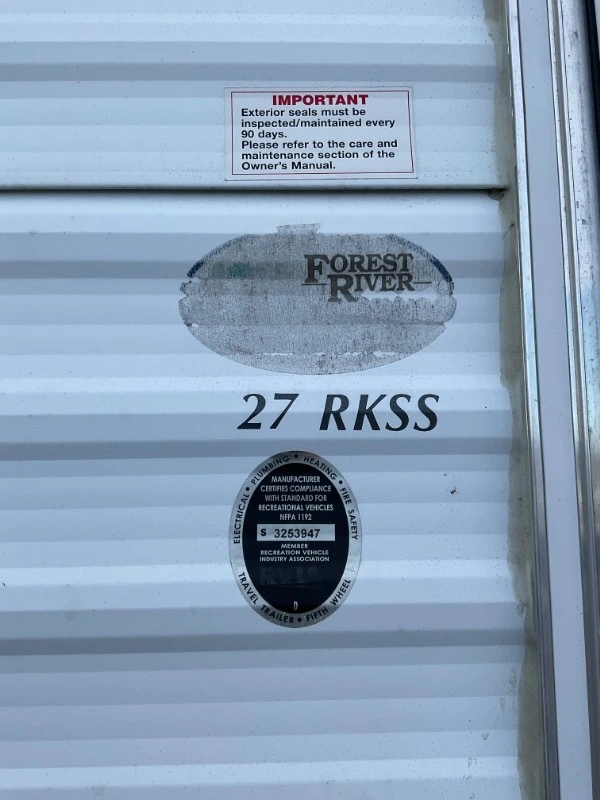 IMPORTANT
Exterior seals must be
inspected/maintained every
90 days.
Please refer to the care and
maintenance section of the
Owner's Manual.
FOREST
RIVER
27 RKSS
ELECTRICAL • PLUMBING • HEATING • FIRE SAFETY
MANUFACTURER
CERTIFIES COMPLIANCE
WITH STANDARD FOR
RECREATIONAL VEHICLES
NFPA 1192
S 3253947
MEMBER
RECREATION VEHICLE
INDUSTRY ASSOCIATION
RVIA
D
TRAVEL TRAILER • FIFTH WHEEL